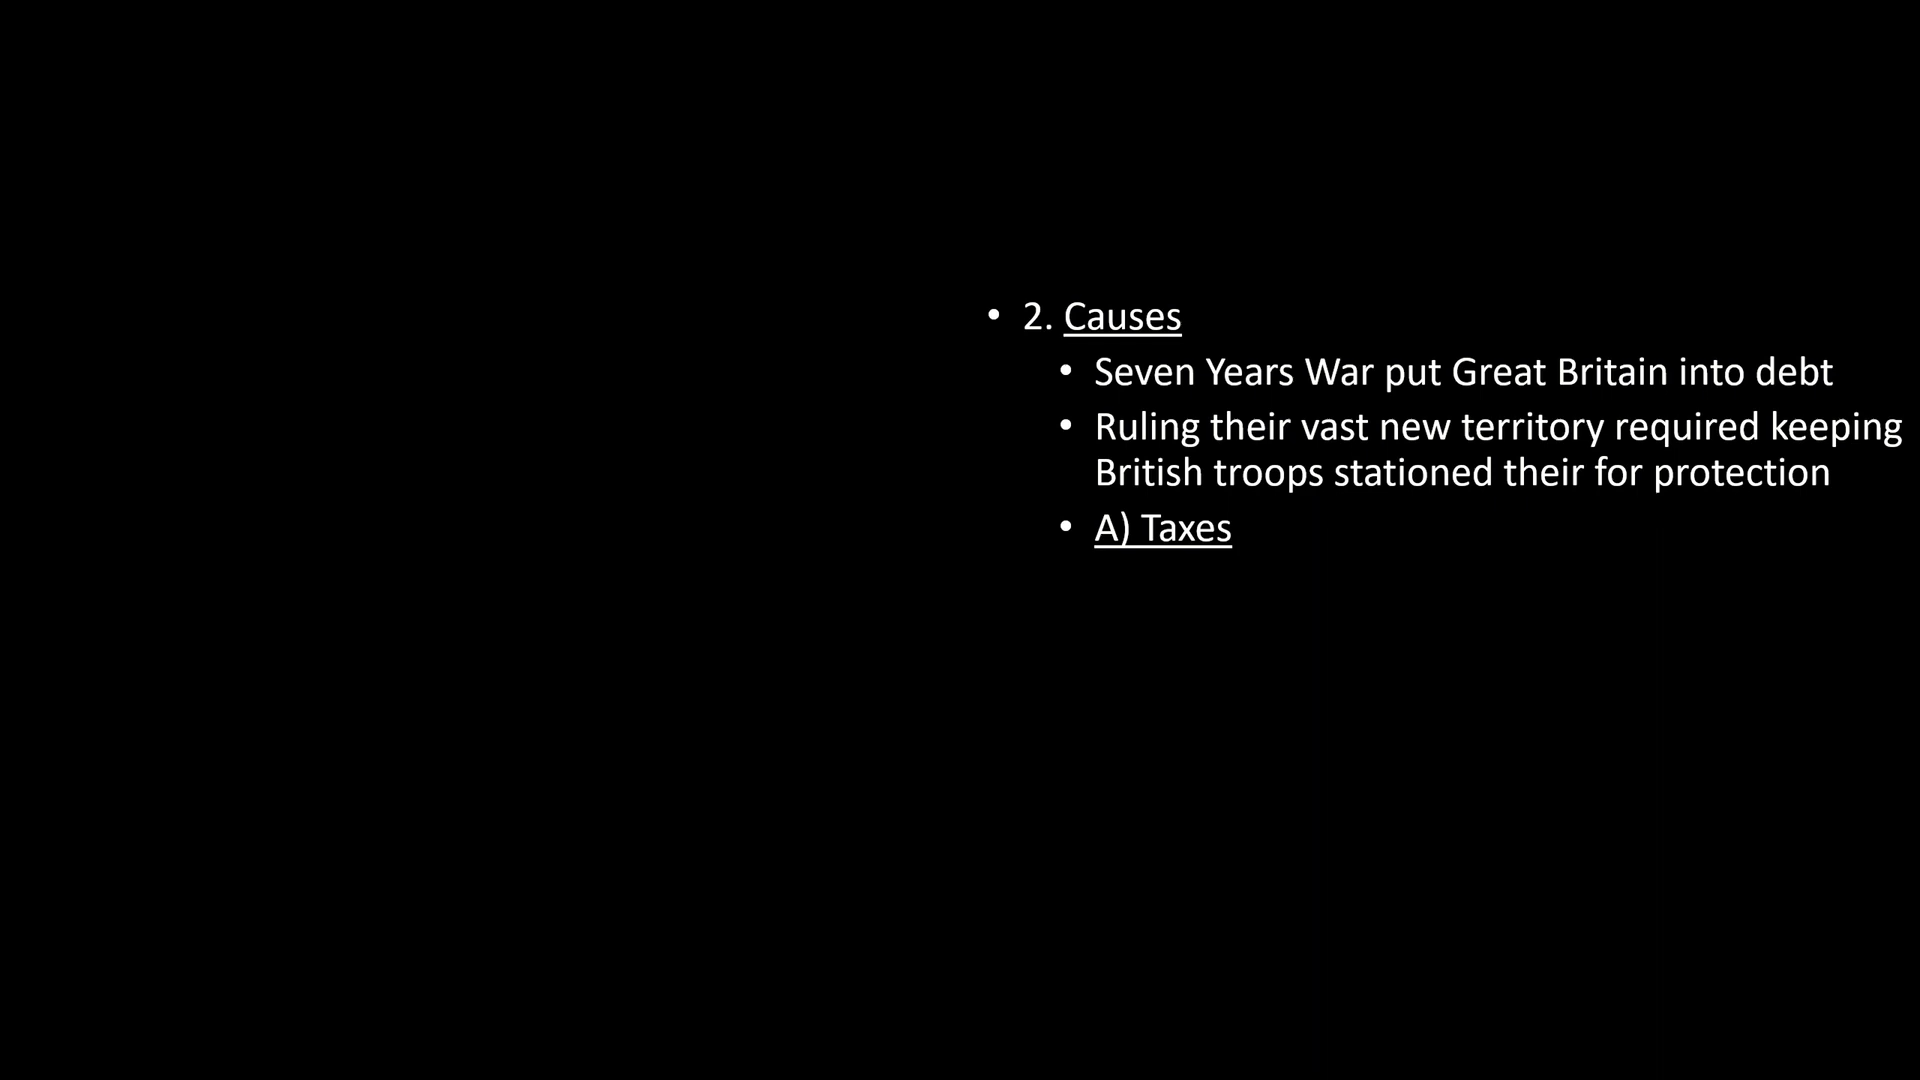 • 2. Causes
• Seven Years War put Great Britain into debt
• Ruling their vast new territory required keeping
British troops stationed their for protection
• A) Taxes